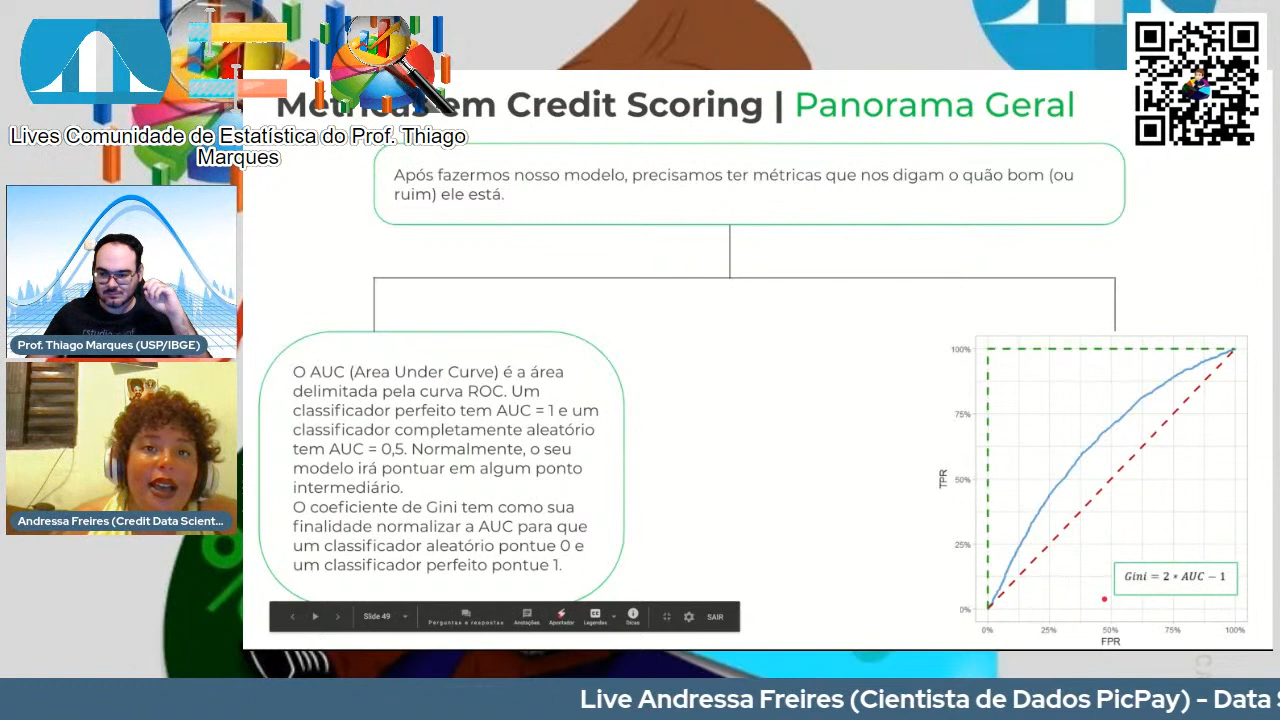 Métricas em Credit Scoring | Panorama Geral
Lives Comunidade de Estatística do Prof. Thiago
Marques
Após fazermos nosso modelo, precisamos ter métricas que nos digam o quão bom (ou
ruim) ele está.
Prof. Thiago Marques (USP/IBGE)
Andressa Freires (Credit Data Scient...
O AUC (Area Under Curve) é a área
delimitada pela curva ROC. Um
classificador perfeito tem AUC = 1 e um
classificador completamente aleatório
tem AUC = 0,5. Normalmente, o seu
modelo irá pontuar em algum ponto
intermediário.
O coeficiente de Gini tem como sua
finalidade normalizar a AUC para que
um classificador aleatório pontue 0 e
um classificador perfeito pontue 1.
100%
75%
TPR
50%
25%
0%
Gini = 2 * AUC − 1
0%
25%
50%
75%
100%
FPR
Slide 49
Perguntas e respostas
Anotações
Apontador
Legendas
Dicas
SAIR
Live Andressa Freires (Cientista de Dados PicPay) - Data